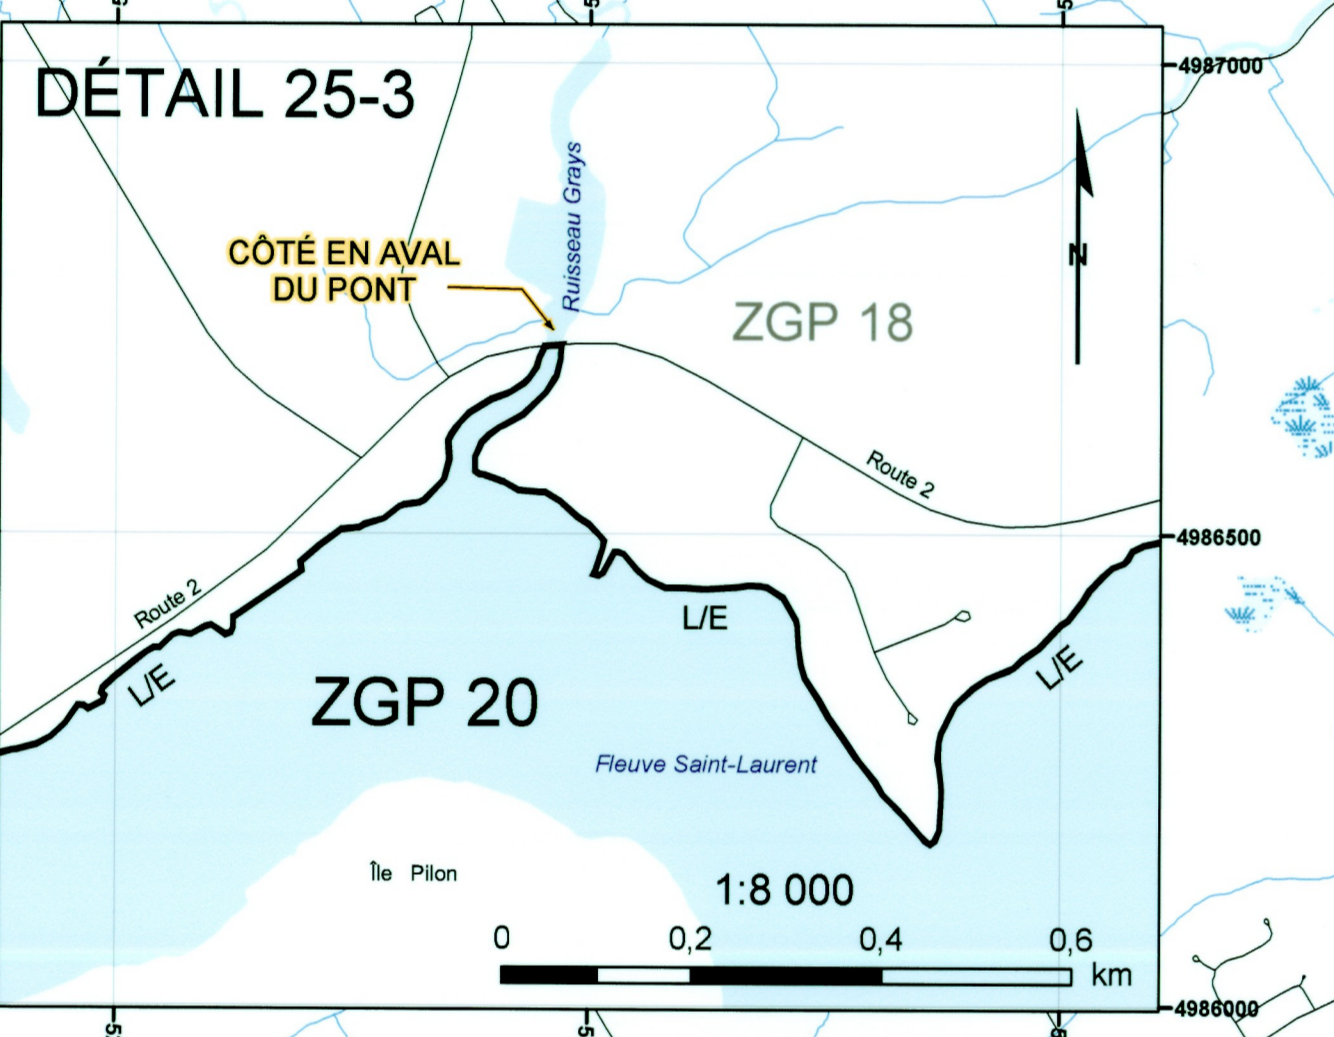 DÉTAIL 25-3
4987000
Ruisseau Grays
CÔTÉ EN AVAL
DU PONT
N
ZGP 18
Route 2
4986500
Route 2
L/E
L/E
L/E
ZGP 20
Fleuve Saint-Laurent
Île Pilon
1:8 000
0 0,2 0,4 0,6
km
4986000